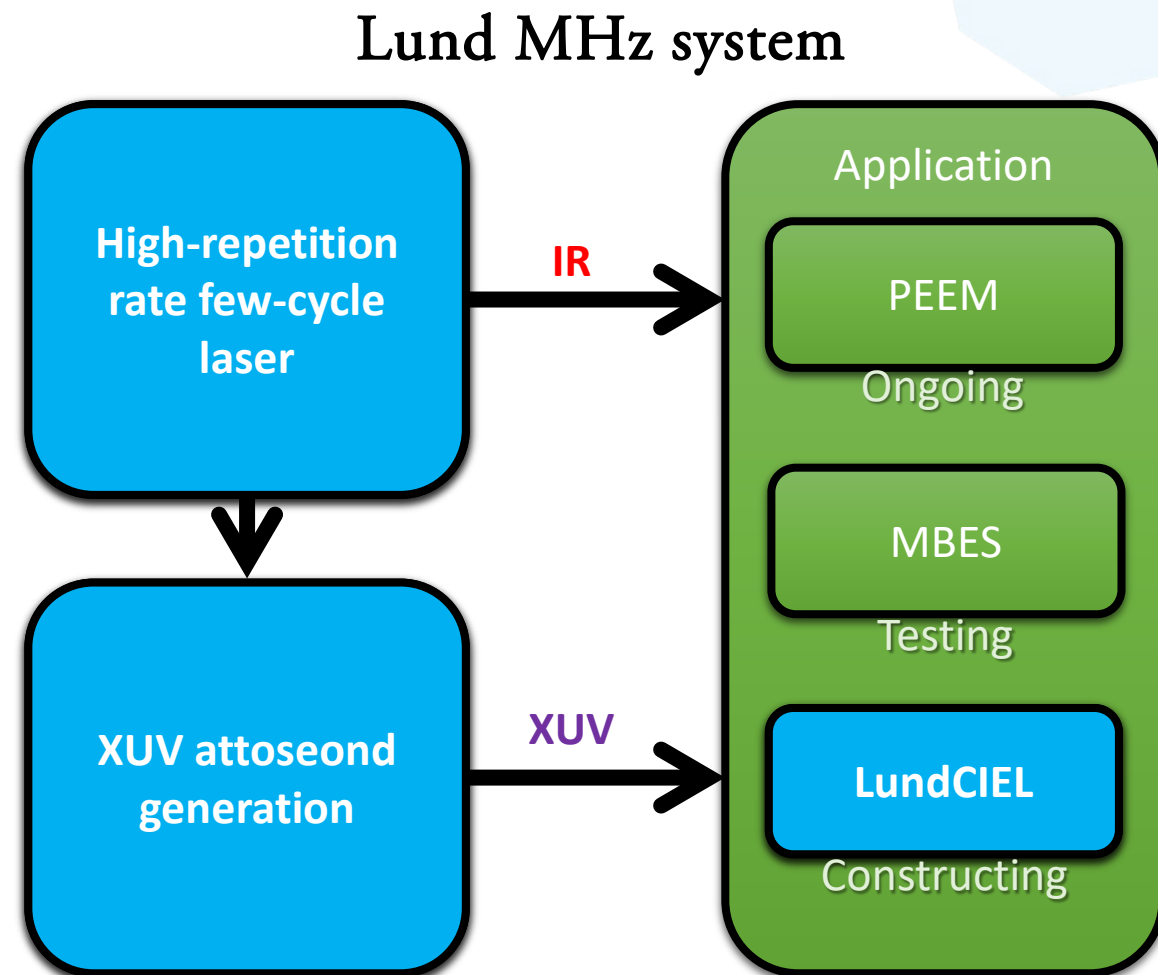 Lund MHz system
High-repetition
rate few-cycle
laser
IR
XUV attoseond
generation
XUV
Application
PEEM
Ongoing
MBES
Testing
LundCIEL
Constructing